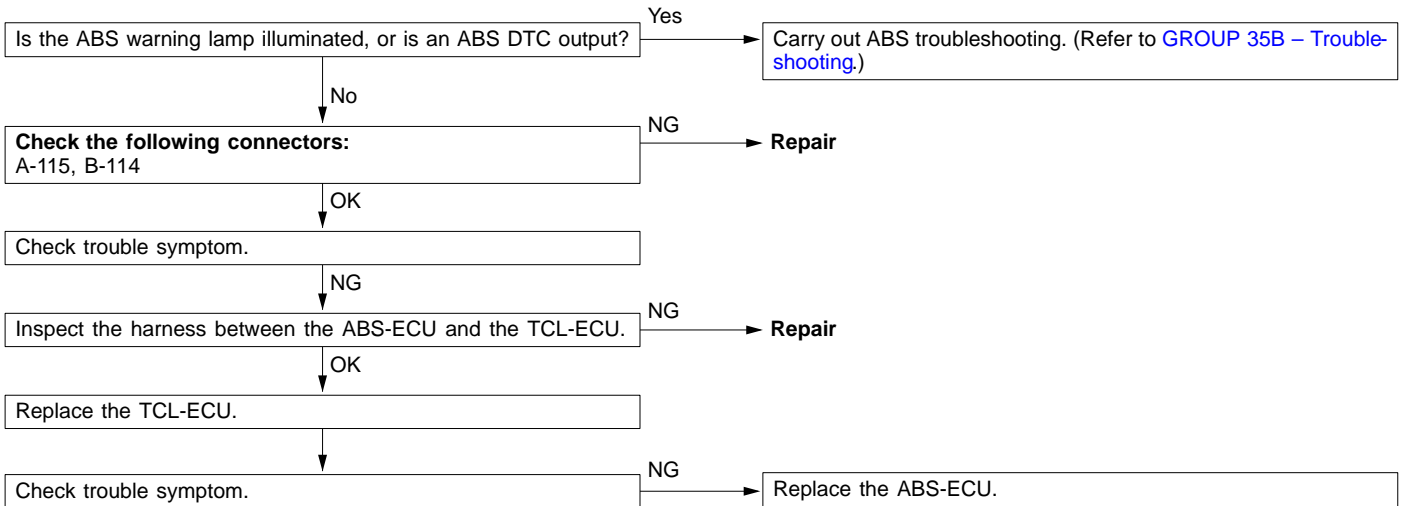 Yes
Is the ABS warning lamp illuminated, or is an ABS DTC output?
Carry out ABS troubleshooting. (Refer to GROUP 35B – Trouble-
shooting.)
No
Check the following connectors:
A-115, B-114
NG
Repair
OK
Check trouble symptom.
NG
Inspect the harness between the ABS-ECU and the TCL-ECU.
NG
Repair
OK
Replace the TCL-ECU.
Check trouble symptom.
NG
Replace the ABS-ECU.